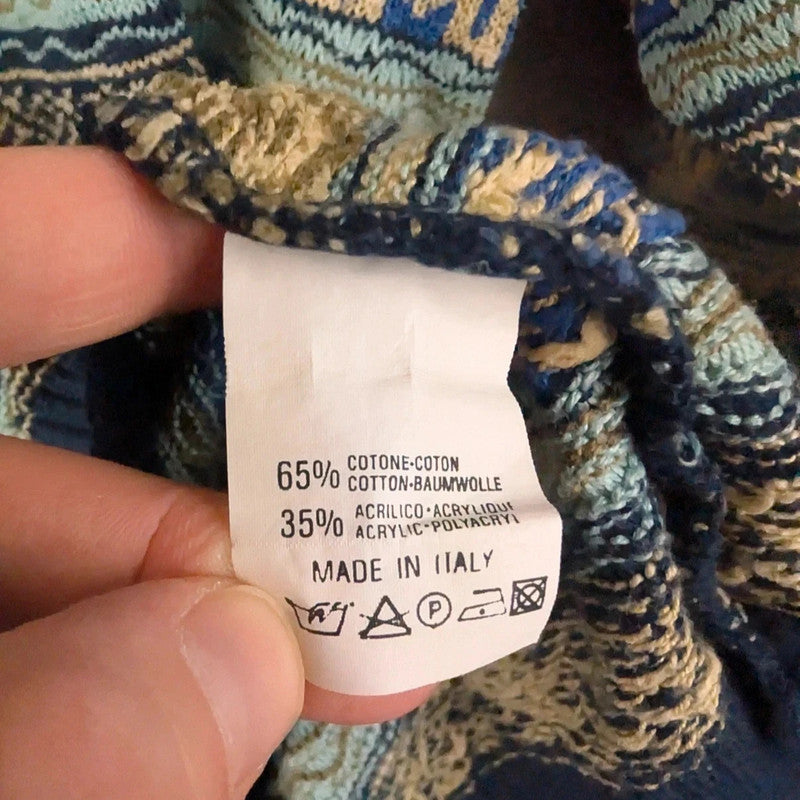 65% COTONE·COTON
COTTON·BAUMWOLLE
35% ACRILICO·ACRYLIQUE
ACRYLIC·POLYACRYL
MADE IN ITALY
P